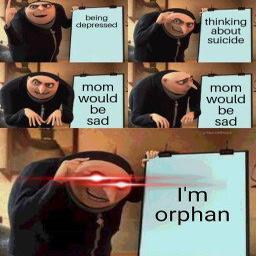 being
depressed
thinking
about
suicide
mom
would
be
sad
mom
would
be
sad
I'm
orphan